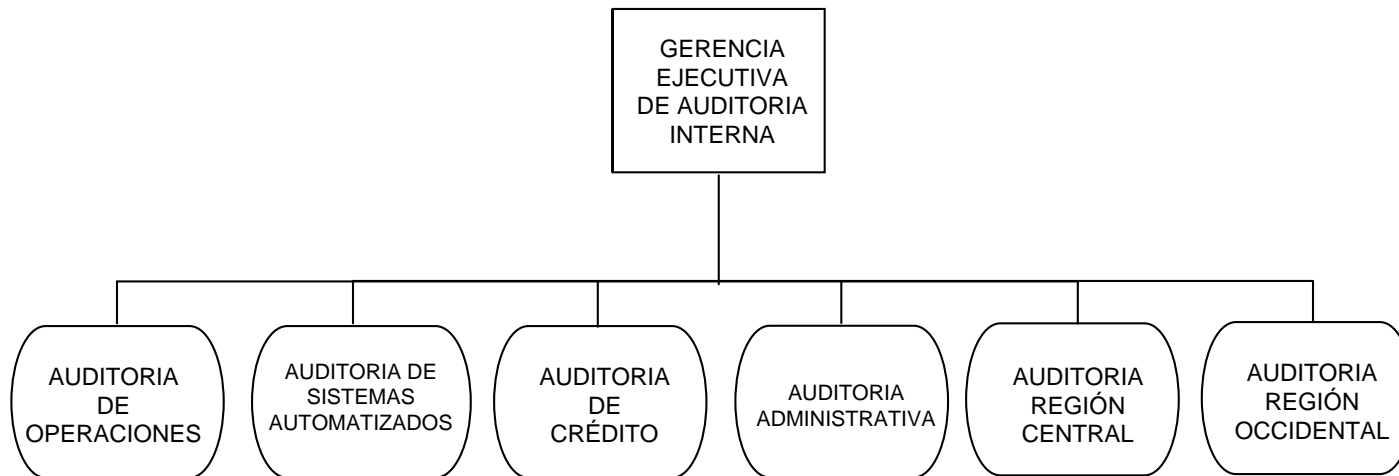 GERENCIA
EJECUTIVA
DE AUDITORIA
INTERNA
AUDITORIA
DE
OPERACIONES
AUDITORIA DE
SISTEMAS
AUTOMATIZADOS
AUDITORIA
DE
CRÉDITO
AUDITORIA
ADMINISTRATIVA
AUDITORIA
REGIÓN
CENTRAL
AUDITORIA
REGIÓN
OCCIDENTAL